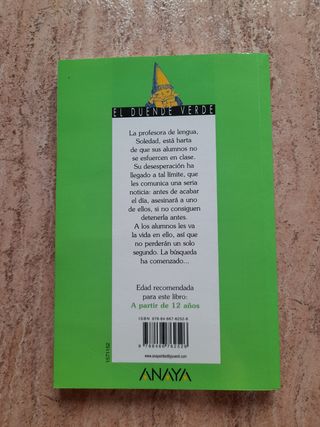 EL DUENDE VERDE
La profesora de lengua,
Soledad, está harta
de que sus alumnos no
se esfuercen en clase.
Su desesperación ha
llegado a tal límite, que
les comunica una seria
noticia: antes de acabar
el día, asesinará a uno
de ellos, si no consiguen
detenerla antes.
A los alumnos les va
la vida en ello, así que
no perderán un solo
segundo. La búsqueda
ha comenzado...
Edad recomendada
para este libro:
A partir de 12 años
1571152
ANAYA